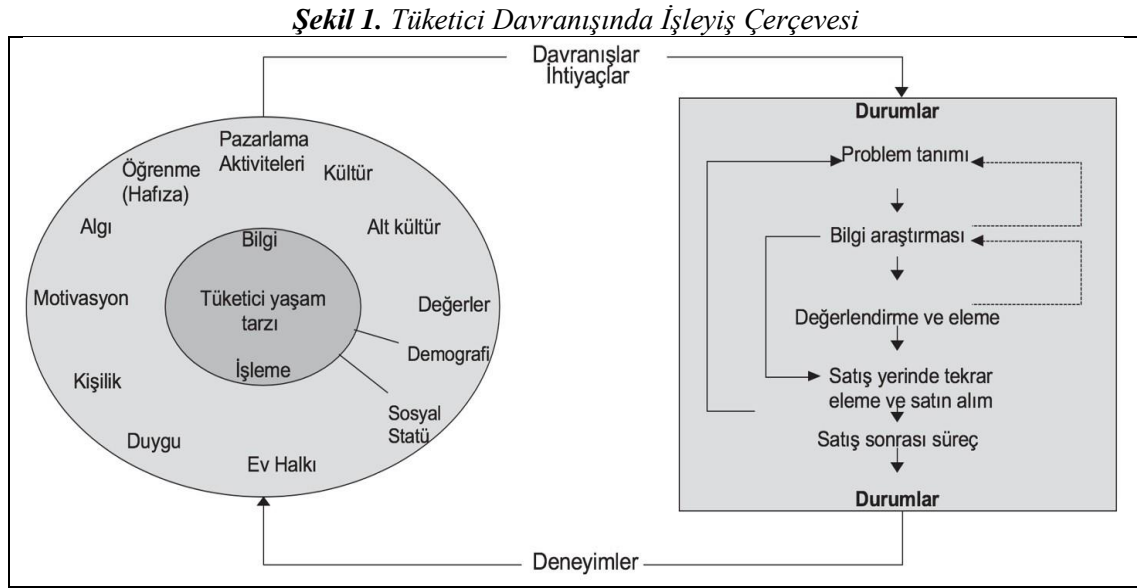 Şekil 1. Tüketici Davranışında İşleyiş Çerçevesi
Davranışlar
İhtiyaçlar
Pazarlama
Aktiviteleri
Öğrenme
(Hafıza)
Kültür
Algı
Alt kültür
Bilgi
Motivasyon
Tüketici yaşam
tarzı
Değerler
Demografi
İşleme
Kişilik
Sosyal
Statü
Duygu
Ev Halkı
Durumlar
Problem tanımı
Bilgi araştırması
Değerlendirme ve eleme
Satış yerinde tekrar
eleme ve satın alım
Satış sonrası süreç
Durumlar
Deneyimler